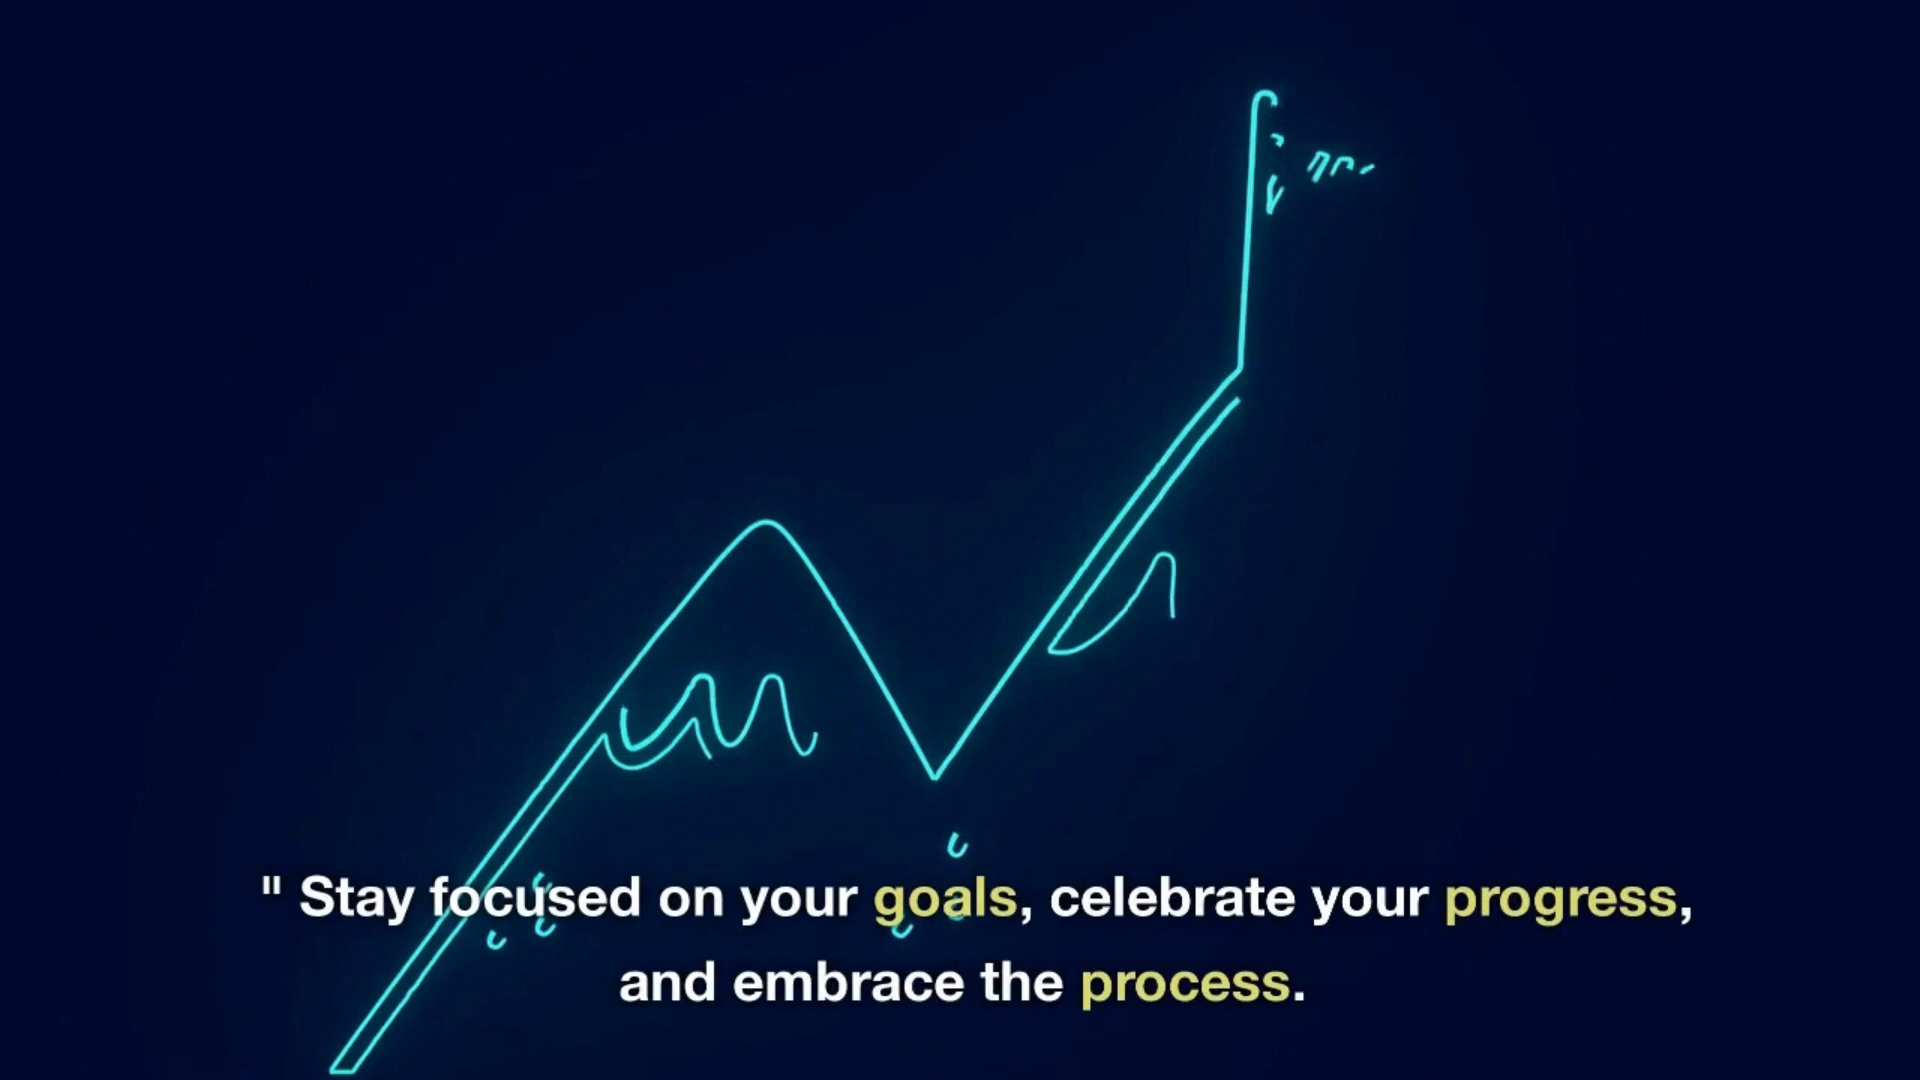 " Stay focused on your goals, celebrate your progress,
and embrace the process.